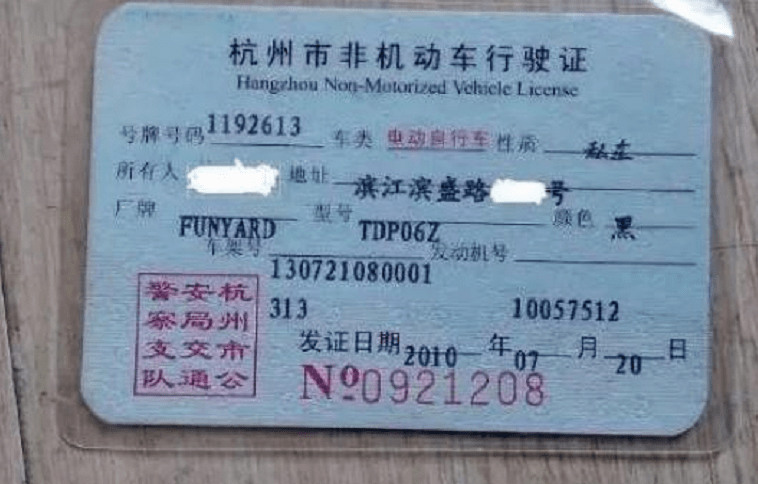 杭州市非机动车行驶证
Hangzhou Non-Motorized Vehicle License
号牌号码 1192613 车类 电动自行车 性质 私车
所有人 地址 滨江滨盛路 号
厂牌 FUNYARD 型号 TDP06Z 颜色 黑
车架号 130721080001 发动机号
313 10057512
发证日期 2010 年 07 月 20 日
№0921208
杭州市公
安局交通
警察支队